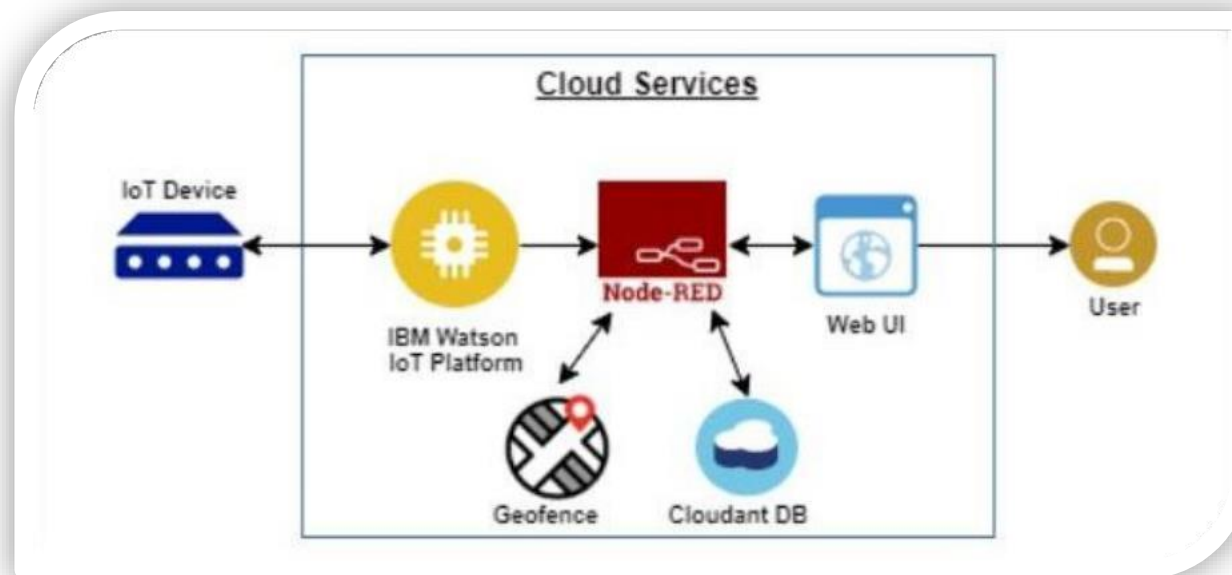 Cloud Services
IoT Device
Node-RED
IBM Watson
IoT Platform
Web UI
User
Geofence
Cloudant DB